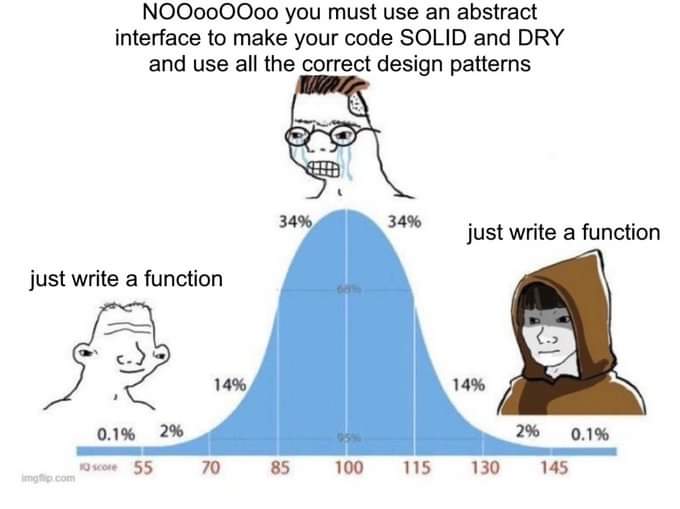 NOOooOOoo you must use an abstract
interface to make your code SOLID and DRY
and use all the correct design patterns
34%
34%
just write a function
just write a function
68%
14%
14%
0.1%
2%
95%
2%
0.1%
IQ score 55 70 85 100 115 130 145
imgflip.com